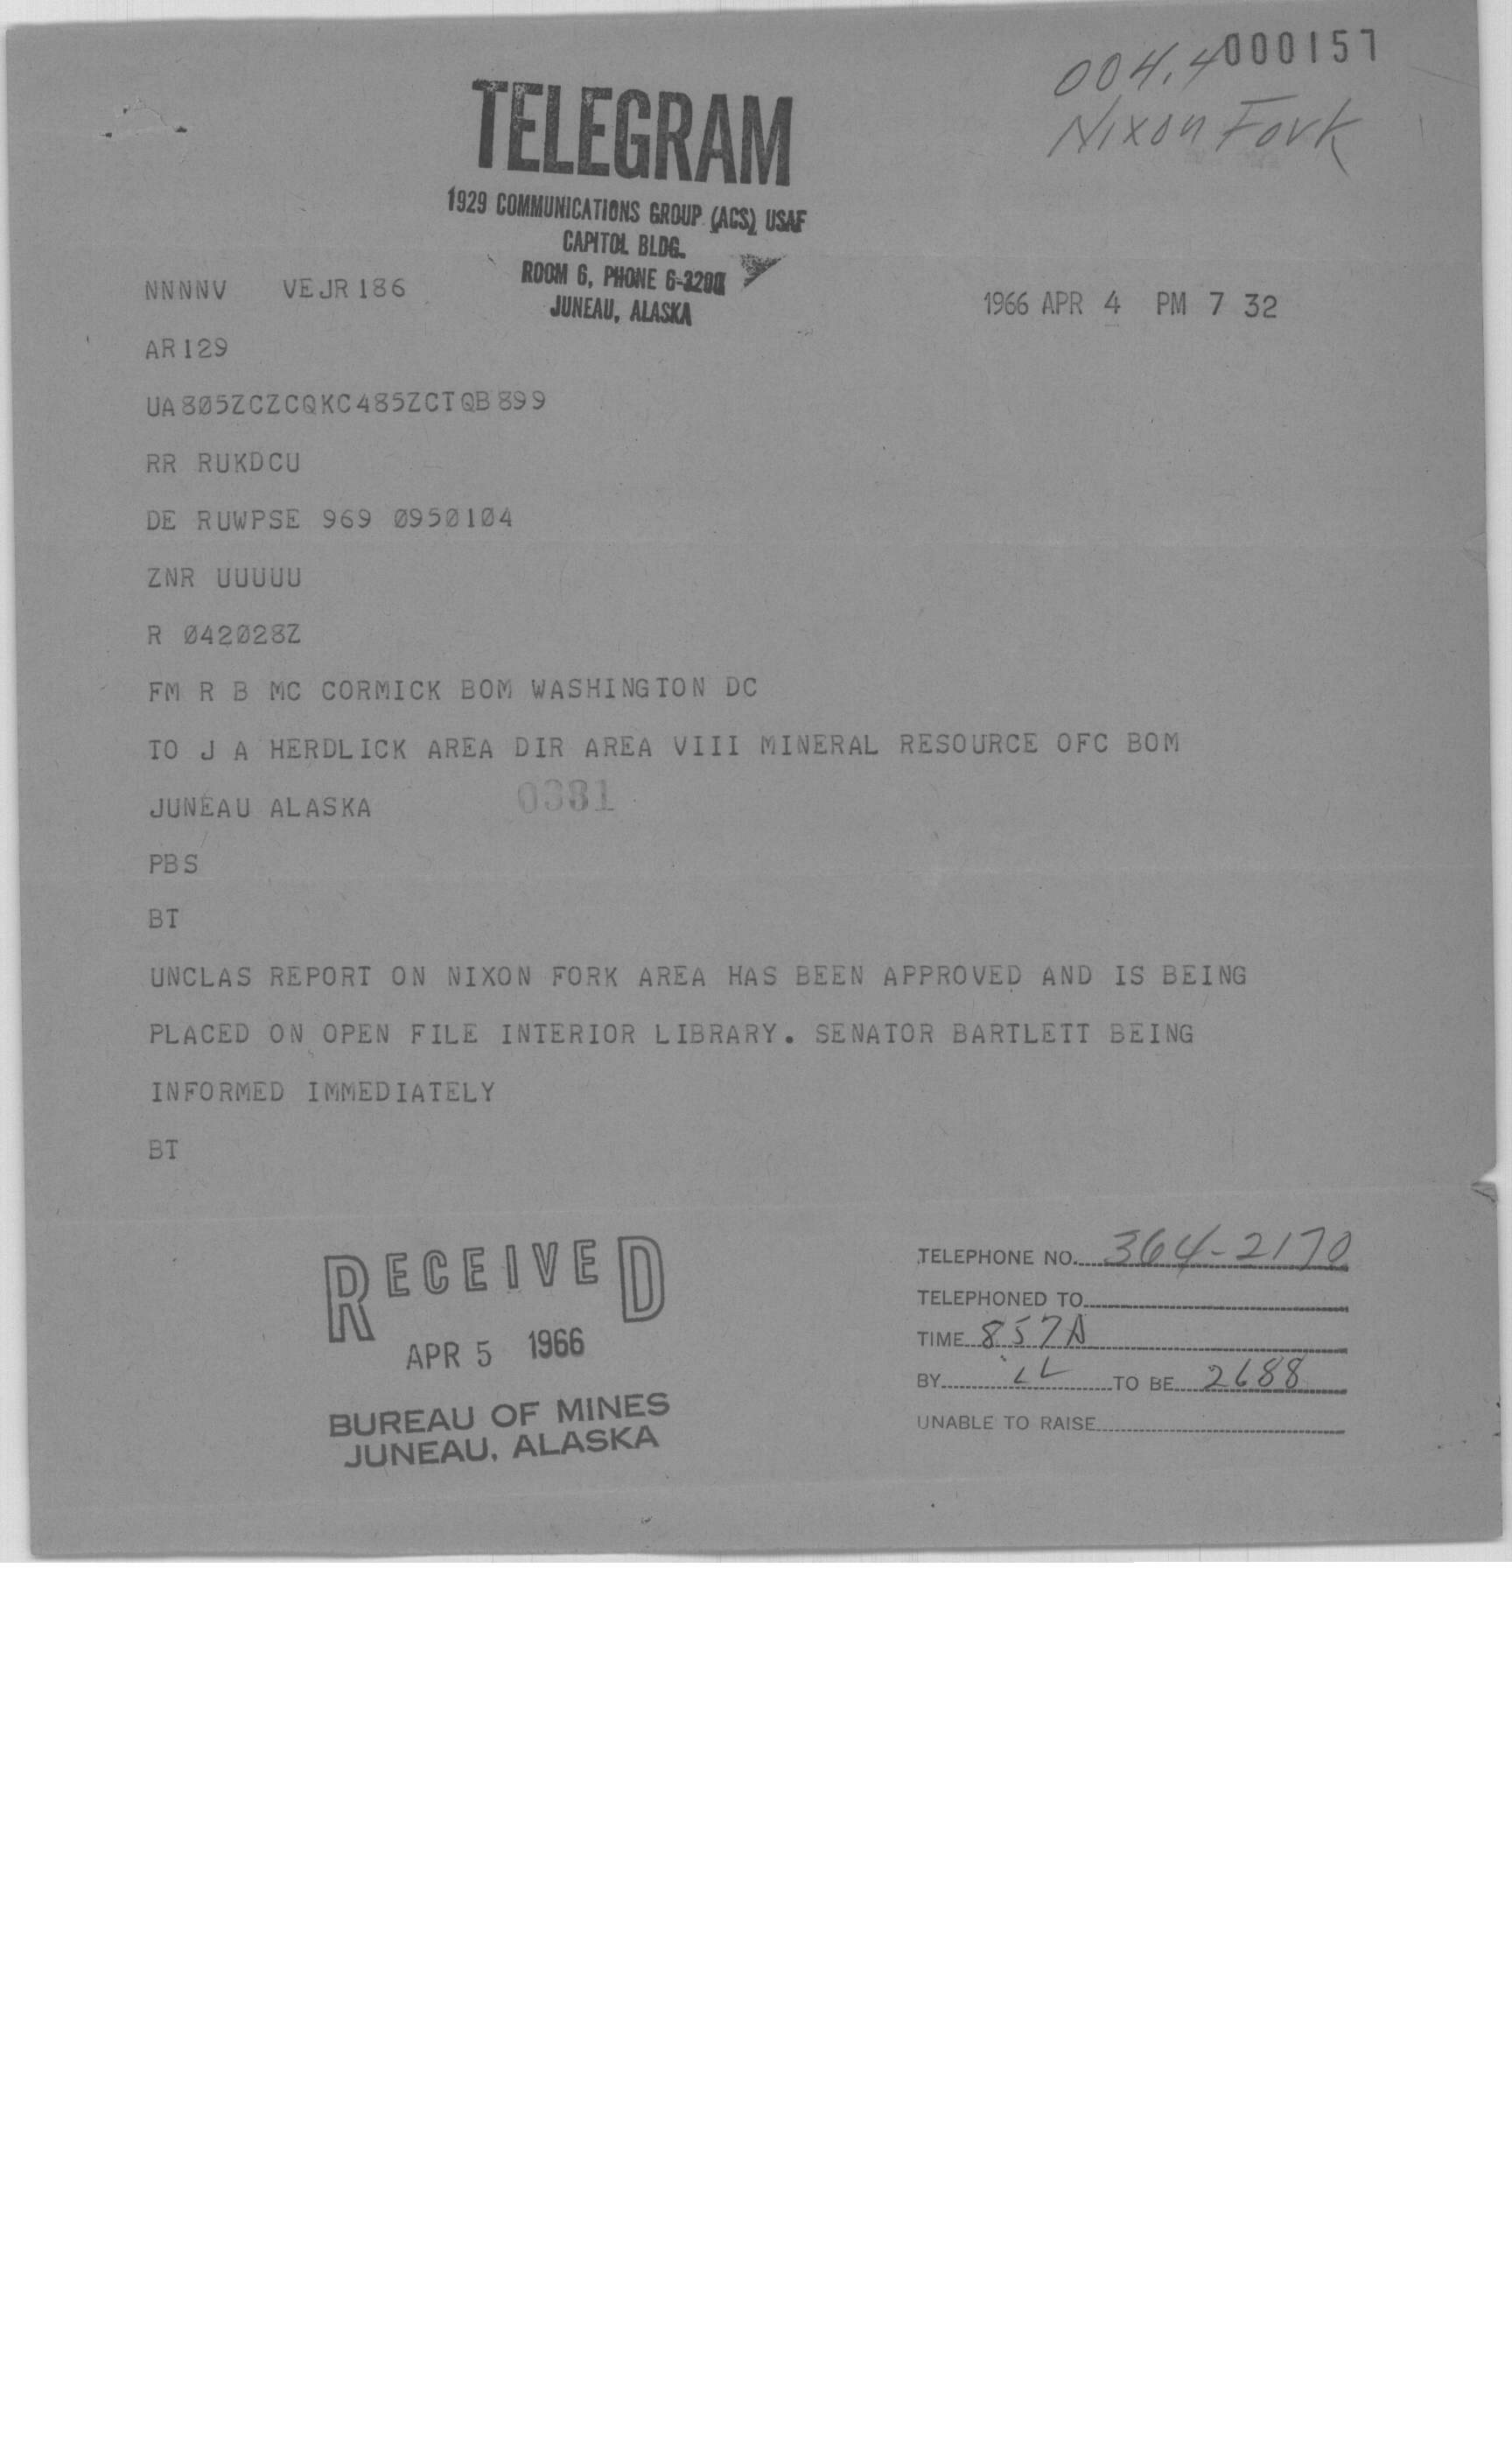 004.4 000157
Nixon Fork
TELEGRAM
1929 COMMUNICATIONS GROUP (ACS) USAF
CAPITOL BLDG.
ROOM 6, PHONE 6-3200
JUNEAU, ALASKA
NNNNV VEJR186
1966 APR 4 PM 7 32
AR129
UA805ZCZCQKC485ZCTQB899
RR RUKDCU
DE RUWPSE 969 0950104
ZNR UUUUU
R 042028Z
FM R B MC CORMICK BOM WASHINGTON DC
TO J A HERDLICK AREA DIR AREA VIII MINERAL RESOURCE OFC BOM
JUNEAU ALASKA 0381
PBS
BT
UNCLAS REPORT ON NIXON FORK AREA HAS BEEN APPROVED AND IS BEING
PLACED ON OPEN FILE INTERIOR LIBRARY. SENATOR BARTLETT BEING
INFORMED IMMEDIATELY
BT
RECEIVED
APR 5 1966
BUREAU OF MINES
JUNEAU, ALASKA
TELEPHONE NO. 364-2170
TELEPHONED TO
TIME 857A
BY LL TO BE 2688
UNABLE TO RAISE